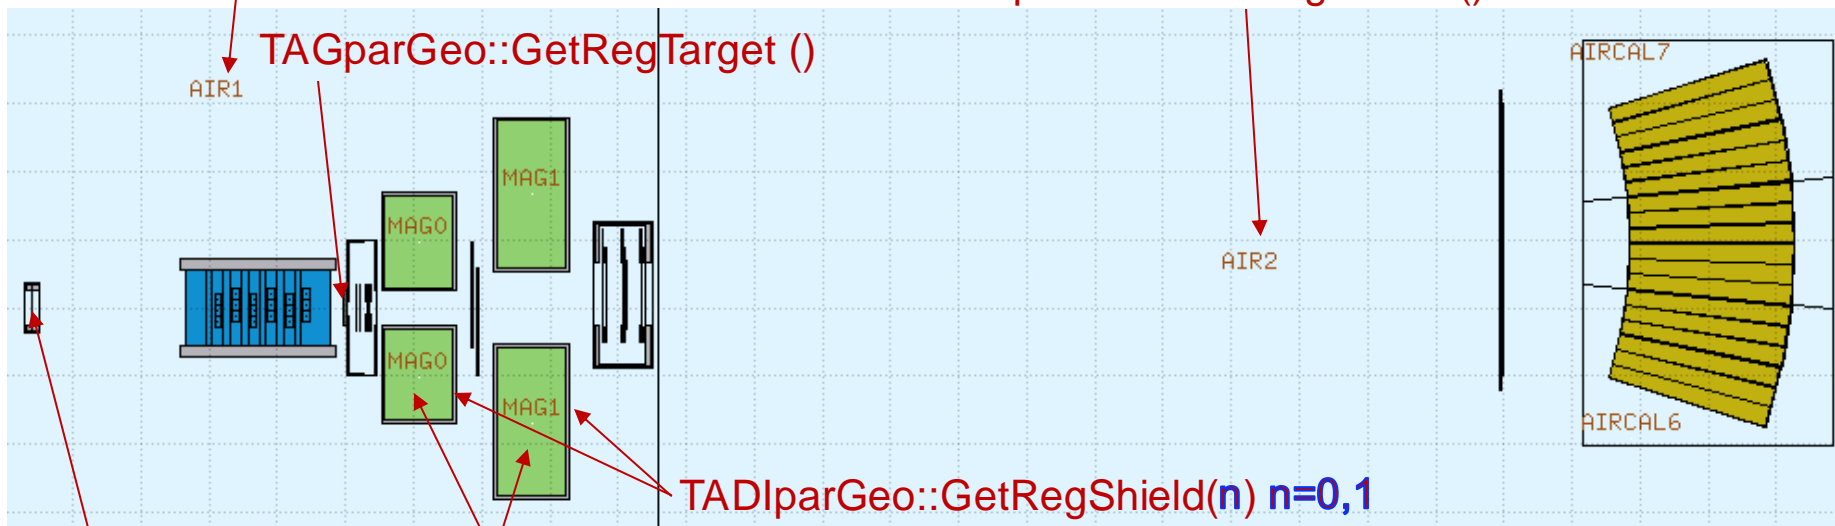 TAGparGeo::GetRegTarget ()
AIRCAL7
AIR1
MAG1
MAG0
AIR2
MAG0
MAG1
AIRCAL6
TADIparGeo::GetRegShield(n) n=0,1